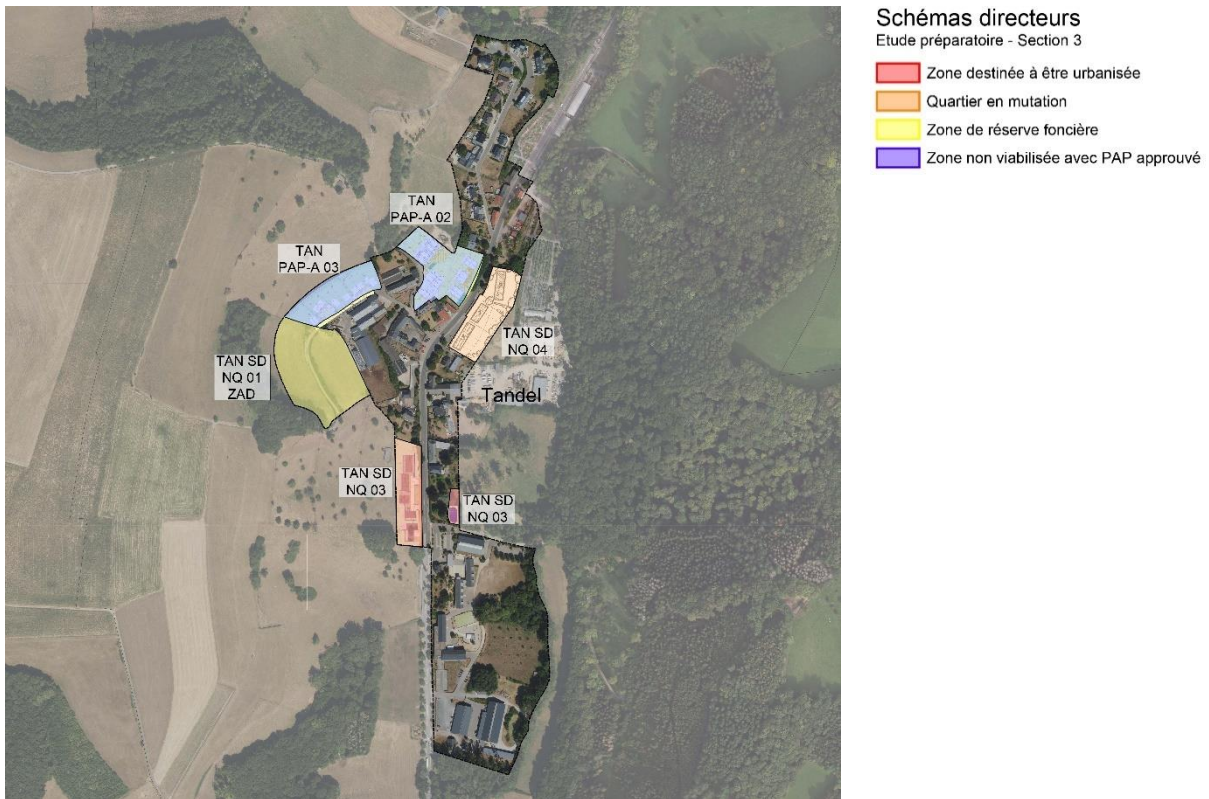 Schémas directeurs
Etude préparatoire - Section 3
Zone destinée à être urbanisée
Quartier en mutation
Zone de réserve foncière
Zone non viabilisée avec PAP approuvé
TAN
PAP-A 02
TAN
PAP-A 03
TAN SD
NQ 04
TAN SD
NQ 01
ZAD
Tandel
TAN SD
NQ 03
TAN SD
NQ 03